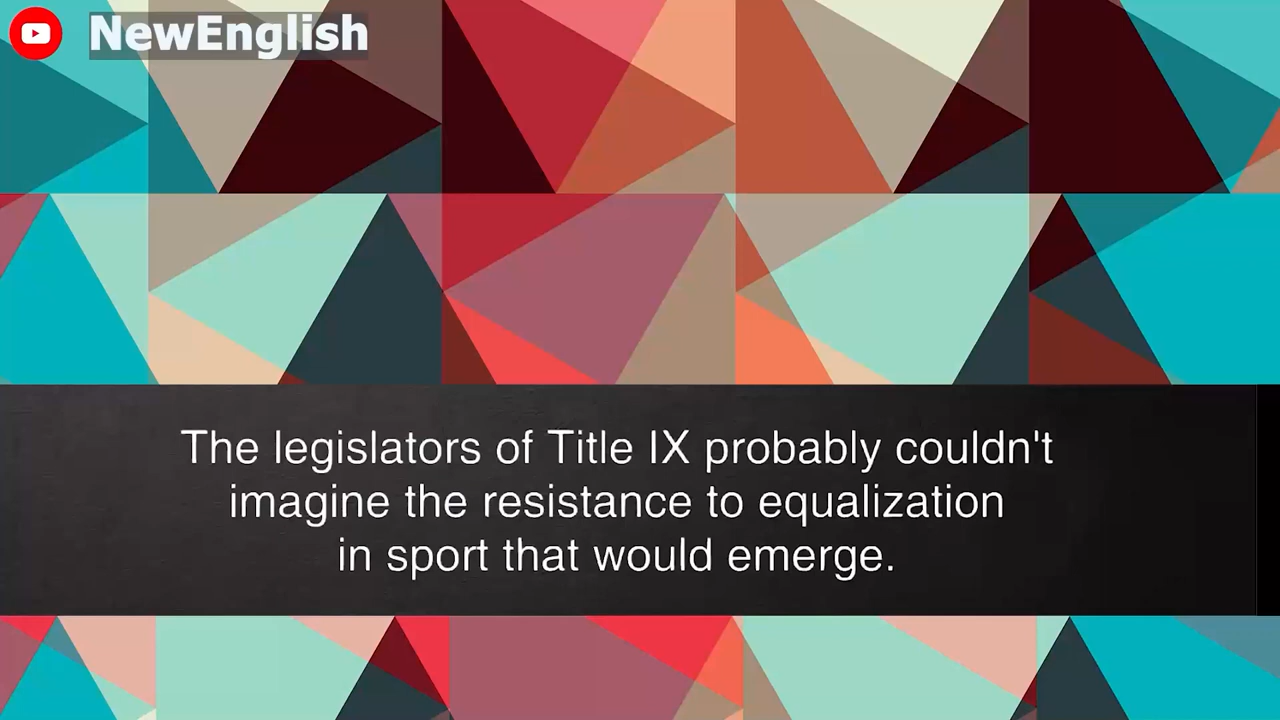 NewEnglish
The legislators of Title IX probably couldn't
imagine the resistance to equalization
in sport that would emerge.